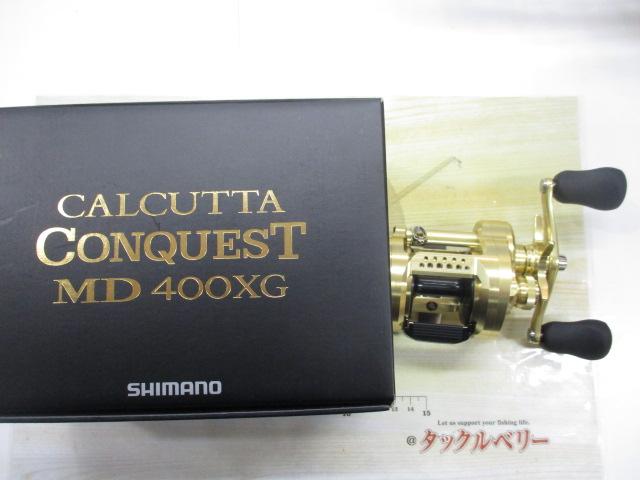 CALCUTTA
CONQUEST
MD 400XG
SHIMANO
13 14 15
Let us support your fishing life.
@タックルベリー